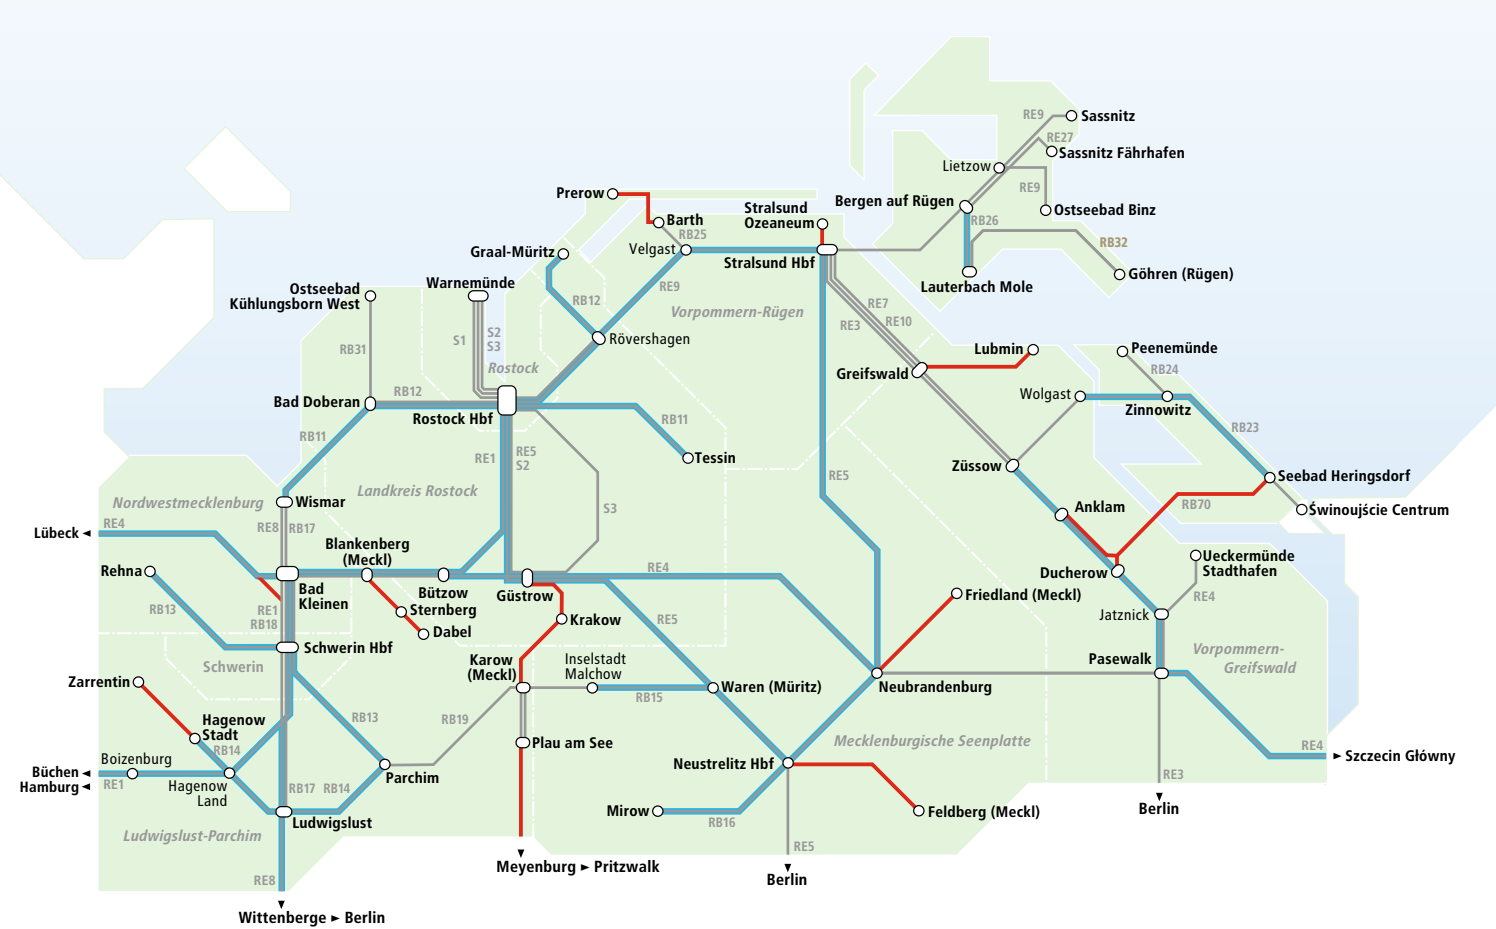 RE9
Sassnitz
RE27
Sassnitz Fährhafen
Lietzow
RE9
Prerow
Bergen auf Rügen
Ostseebad Binz
Stralsund
Ozeaneum
Barth
RB26
RB25
Velgast
RB32
Graal-Müritz
Stralsund Hbf
Göhren (Rügen)
Warnemünde
Lauterbach Mole
Ostseebad
Kühlungsborn West
RE9
RB12
RE7
Vorpommern-Rügen
RE10
RE3
S1
S2
S3
Rövershagen
RB31
Lubmin
Peenemünde
Rostock
RB24
Greifswald
RB12
Wolgast
Bad Doberan
Zinnowitz
Rostock Hbf
RB11
RB23
RB11
RE1
RE5
S2
Tessin
Züssow
RE5
Seebad Heringsdorf
Landkreis Rostock
Nordwestmecklenburg
Wismar
RB70
Anklam
S3
Świnoujście Centrum
RE4
RE8
RB17
Lübeck
Blankenberg
(Meckl)
Ueckermünde
Stadthafen
Rehna
RE4
Ducherow
Bad
Kleinen
Bützow
Güstrow
Friedland (Meckl)
RE4
RB13
RE1
RB18
Sternberg
Jatznick
Krakow
RE5
Dabel
Schwerin Hbf
Vorpommern-
Greifswald
Schwerin
Karow
(Meckl)
Inselstadt
Malchow
Pasewalk
Zarrentin
Waren (Müritz)
Neubrandenburg
RB15
Hagenow
Stadt
RB13
RB19
Plau am See
Mecklenburgische Seenplatte
RB14
RE4
Szczecin Główny
Boizenburg
Neustrelitz Hbf
Büchen
Hamburg
RE1
Hagenow
Land
Parchim
RE3
RB17
RB14
Berlin
Mirow
Feldberg (Meckl)
RB16
Ludwigslust
Ludwigslust-Parchim
RE5
Meyenburg ► Pritzwalk
Berlin
RE8
Wittenberge ► Berlin